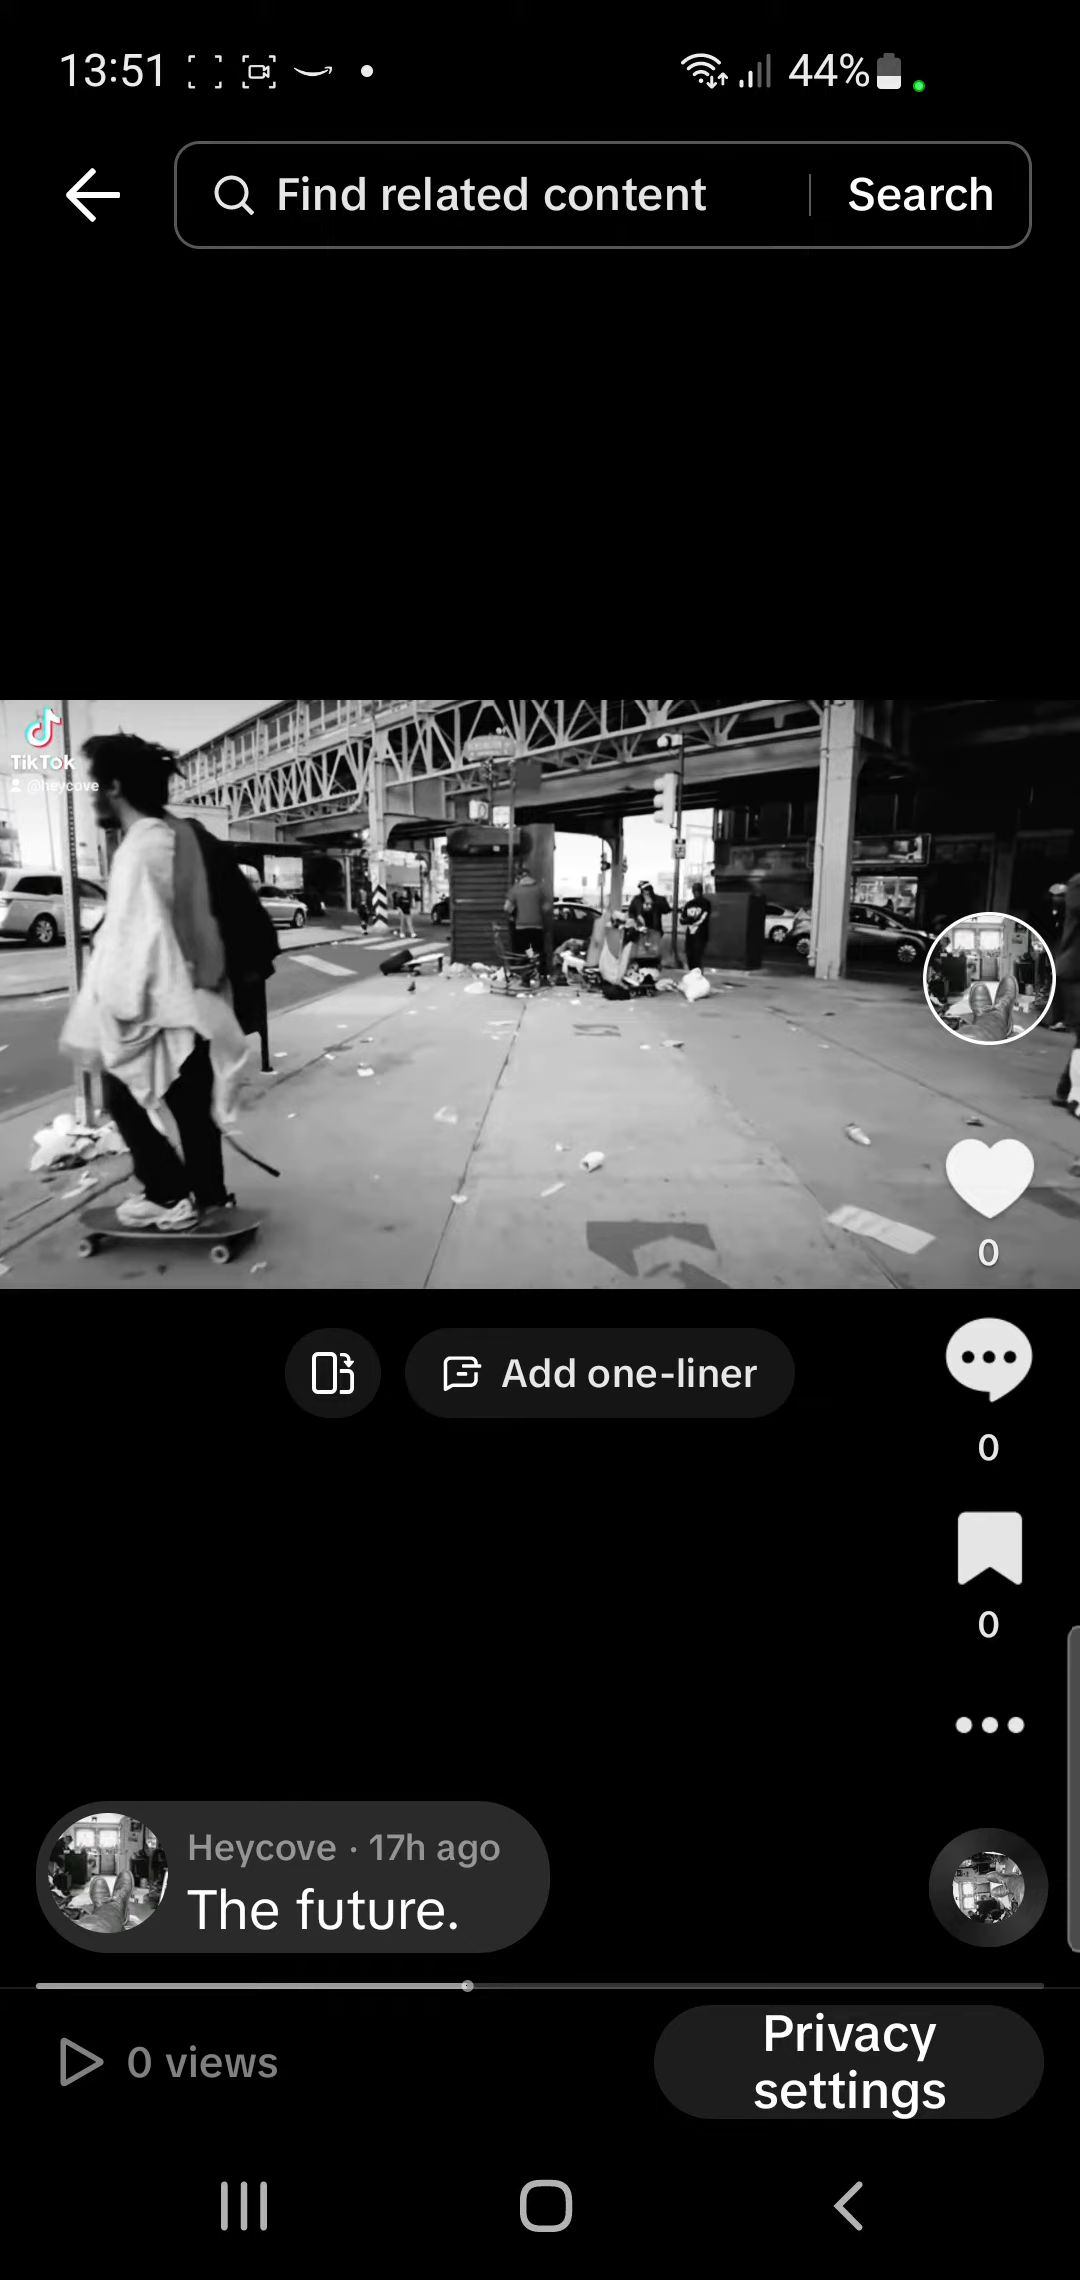 13:51
44%
Find related content
Search
TikTok
@heycove
Add one-liner
0
0
0
Heycove · 17h ago
The future.
0 views
Privacy
settings